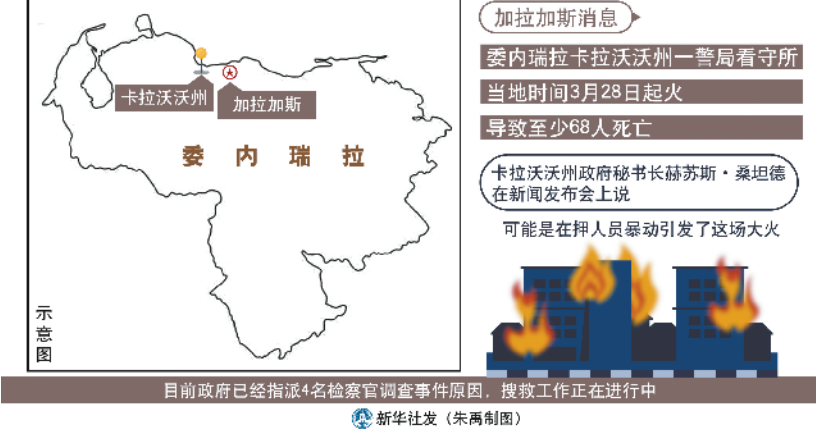 加拉加斯消息
委内瑞拉卡拉沃沃州一警局看守所
当地时间3月28日起火
导致至少68人死亡
卡拉沃沃州政府秘书长赫苏斯·桑坦德
在新闻发布会上说
可能是在押人员暴动引发了这场大火
卡拉沃沃州
加拉加斯
委内瑞拉
示意图
目前政府已经指派4名检察官调查事件原因，搜救工作正在进行中
新华社发（朱禹制图）